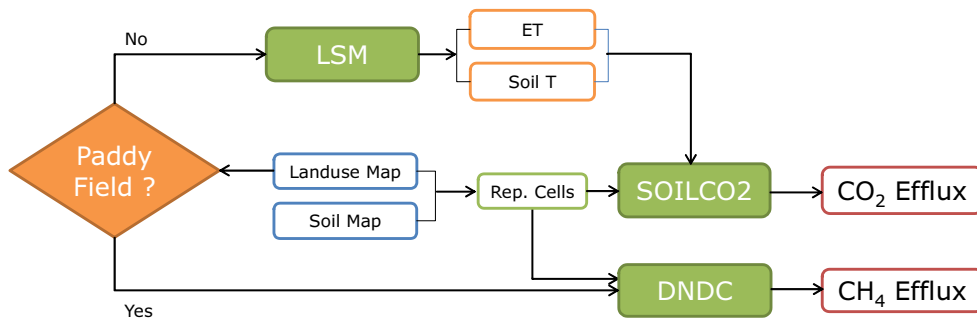 No
LSM
ET
Soil T
Paddy
Field ?
Landuse Map
Soil Map
Rep. Cells
SOILCO2
CO₂ Efflux
Yes
DNDC
CH₄ Efflux